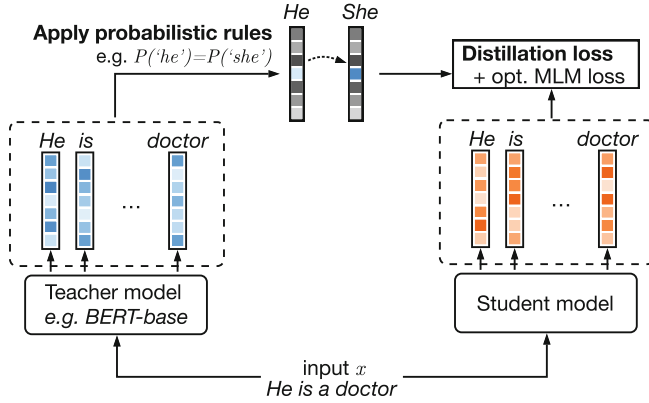 He She
Apply probabilistic rules
e.g. P(‘he’)=P(‘she’)
Distillation loss
+ opt. MLM loss
He is doctor
...
He is doctor
...
Teacher model
e.g. BERT-base
Student model
input x
He is a doctor